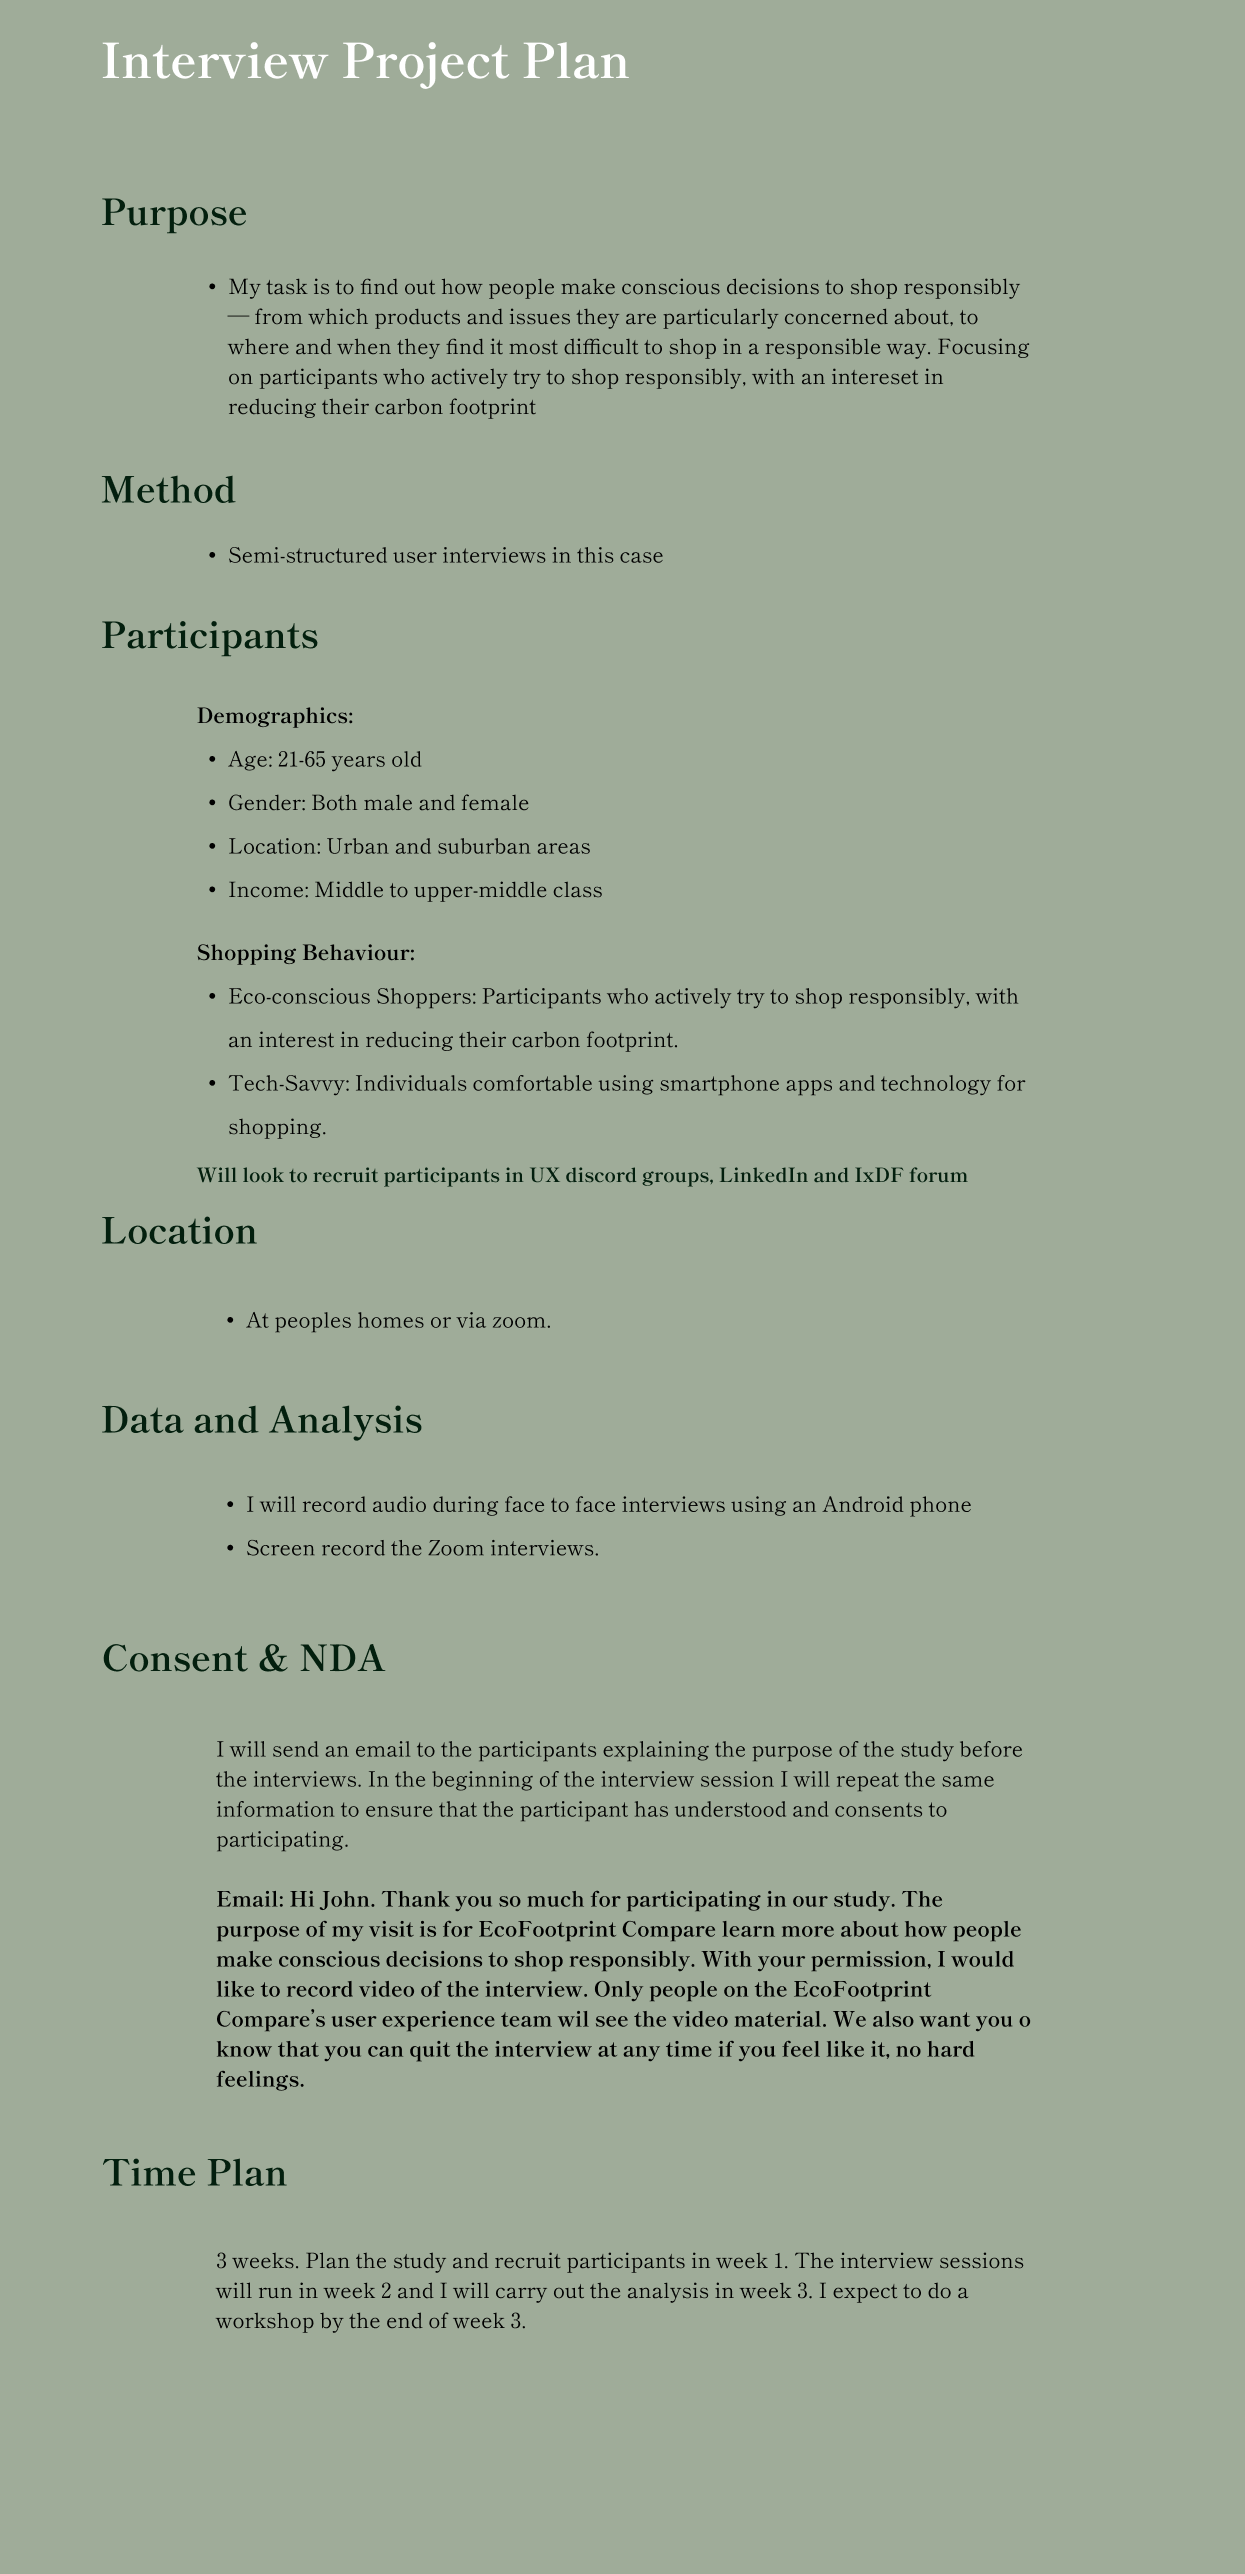 Interview Project Plan
Purpose
• My task is to find out how people make conscious decisions to shop responsibly
— from which products and issues they are particularly concerned about, to
where and when they find it most difficult to shop in a responsible way. Focusing
on participants who actively try to shop responsibly, with an intereset in
reducing their carbon footprint
Method
• Semi-structured user interviews in this case
Participants
Demographics:
• Age: 21-65 years old
• Gender: Both male and female
• Location: Urban and suburban areas
• Income: Middle to upper-middle class
Shopping Behaviour:
• Eco-conscious Shoppers: Participants who actively try to shop responsibly, with
an interest in reducing their carbon footprint.
• Tech-Savvy: Individuals comfortable using smartphone apps and technology for
shopping.
Will look to recruit participants in UX discord groups, LinkedIn and IxDF forum
Location
• At peoples homes or via zoom.
Data and Analysis
• I will record audio during face to face interviews using an Android phone
• Screen record the Zoom interviews.
Consent & NDA
I will send an email to the participants explaining the purpose of the study before
the interviews. In the beginning of the interview session I will repeat the same
information to ensure that the participant has understood and consents to
participating.
Email: Hi John. Thank you so much for participating in our study. The
purpose of my visit is for EcoFootprint Compare learn more about how people
make conscious decisions to shop responsibly. With your permission, I would
like to record video of the interview. Only people on the EcoFootprint
Compare’s user experience team wil see the video material. We also want you o
know that you can quit the interview at any time if you feel like it, no hard
feelings.
Time Plan
3 weeks. Plan the study and recruit participants in week 1. The interview sessions
will run in week 2 and I will carry out the analysis in week 3. I expect to do a
workshop by the end of week 3.